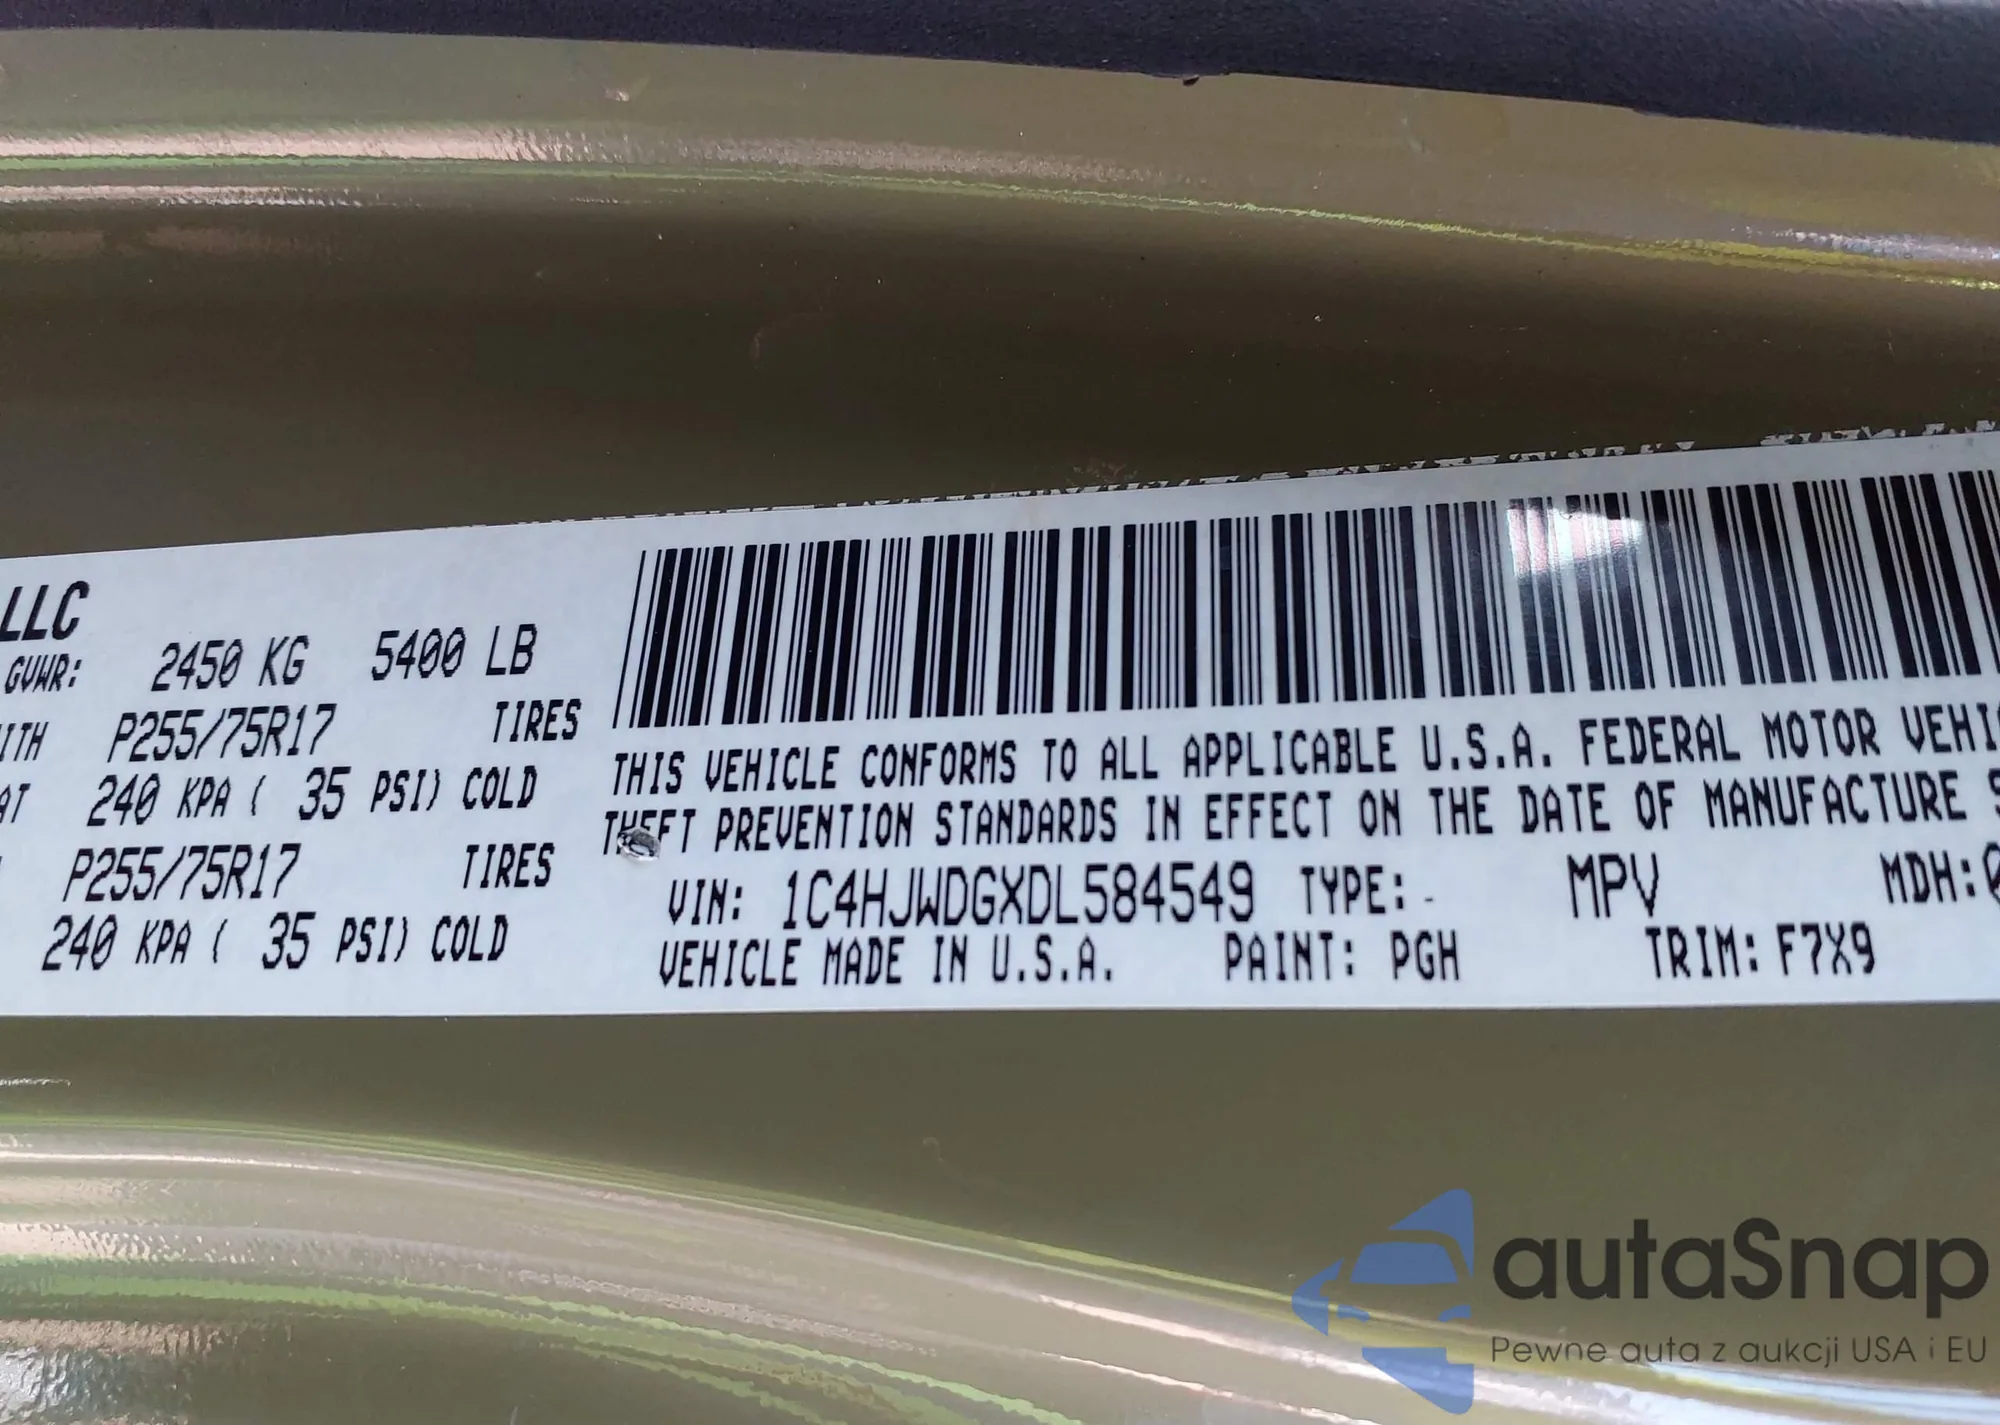 LLC
GVWR: 2450 KG 5400 LB
ITH P255/75R17 TIRES
AT 240 KPA ( 35 PSI) COLD
P255/75R17 TIRES
240 KPA ( 35 PSI) COLD
THIS VEHICLE CONFORMS TO ALL APPLICABLE U.S.A. FEDERAL MOTOR VEHI
THEFT PREVENTION STANDARDS IN EFFECT ON THE DATE OF MANUFACTURE S
VIN: 1C4HJWDGXDL584549 TYPE: MPV MDH:0
VEHICLE MADE IN U.S.A. PAINT: PGH TRIM: F7X9
autaSnap
Pewne auta z aukcji USA i EU